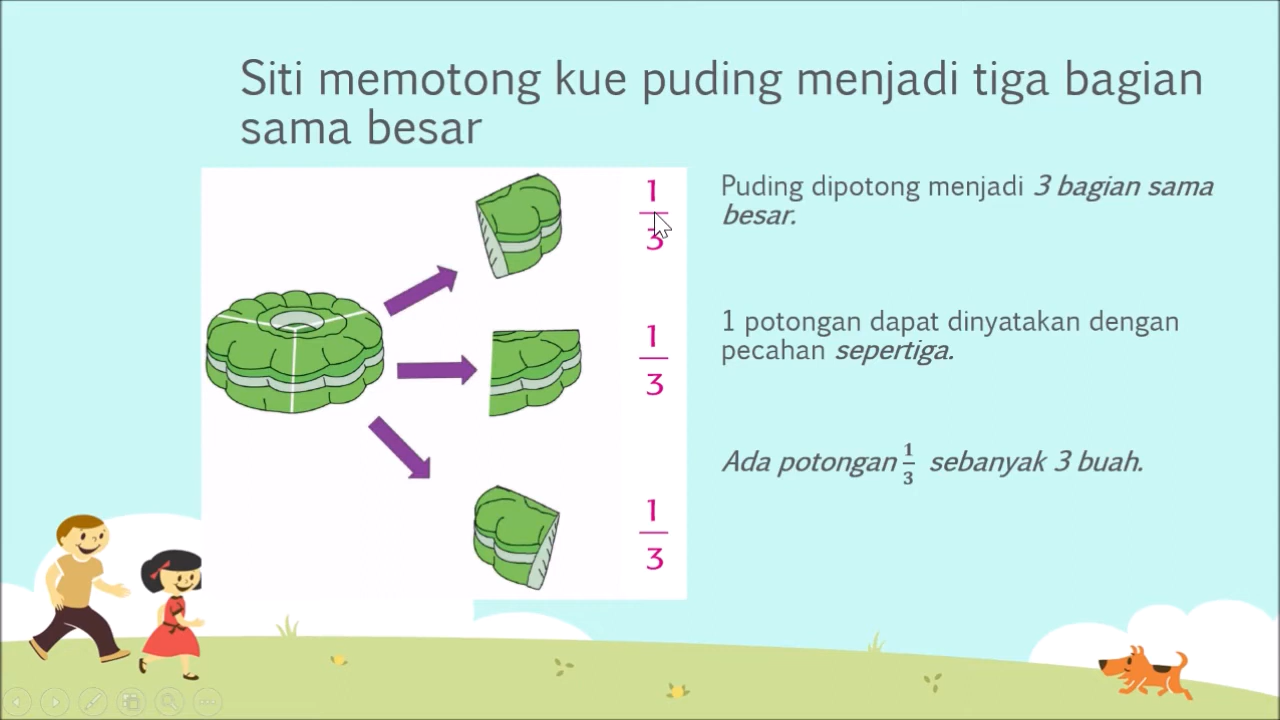 Siti memotong kue puding menjadi tiga bagian
sama besar
1
3
1
3
1
3
Puding dipotong menjadi 3 bagian sama
besar.
1 potongan dapat dinyatakan dengan
pecahan sepertiga.
Ada potongan 1/3 sebanyak 3 buah.